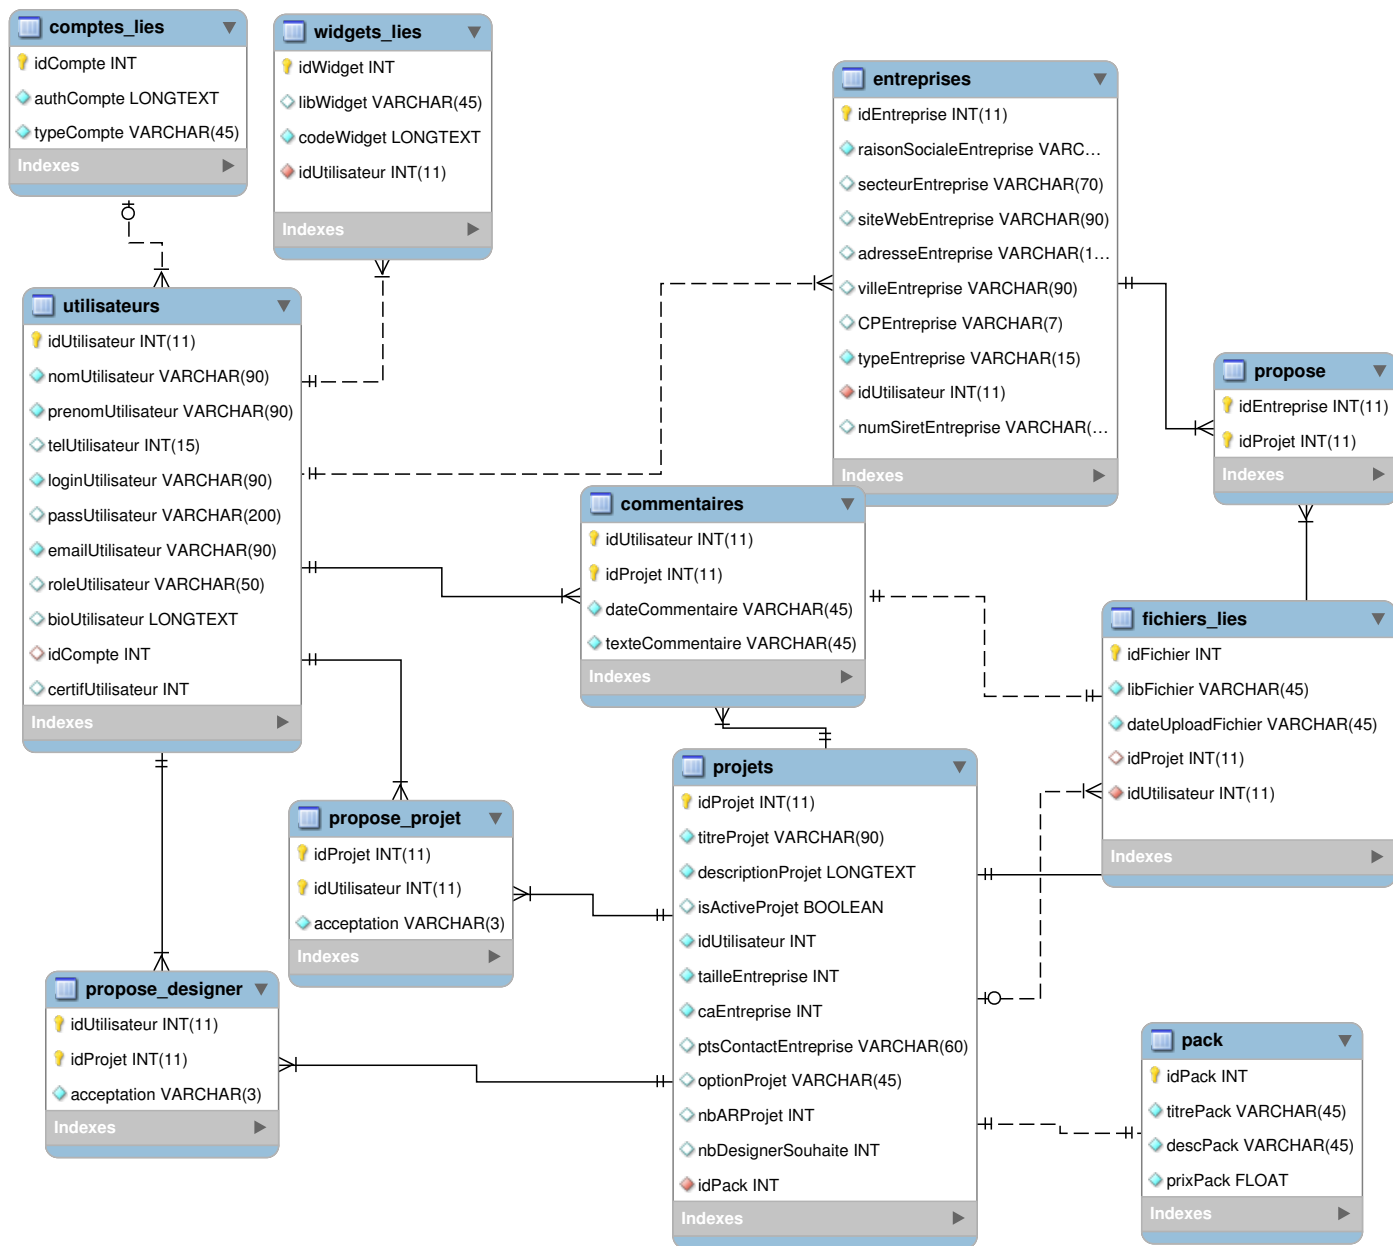 comptes_lies
idCompte INT
authCompte LONGTEXT
typeCompte VARCHAR(45)
Indexes
widgets_lies
idWidget INT
libWidget VARCHAR(45)
codeWidget LONGTEXT
idUtilisateur INT(11)
Indexes
entreprises
idEntreprise INT(11)
raisonSocialeEntreprise VARC...
secteurEntreprise VARCHAR(70)
siteWebEntreprise VARCHAR(90)
adresseEntreprise VARCHAR(1...
villeEntreprise VARCHAR(90)
CPEntreprise VARCHAR(7)
typeEntreprise VARCHAR(15)
idUtilisateur INT(11)
numSiretEntreprise VARCHAR(...
Indexes
utilisateurs
idUtilisateur INT(11)
nomUtilisateur VARCHAR(90)
prenomUtilisateur VARCHAR(90)
telUtilisateur INT(15)
loginUtilisateur VARCHAR(90)
passUtilisateur VARCHAR(200)
emailUtilisateur VARCHAR(90)
roleUtilisateur VARCHAR(50)
bioUtilisateur LONGTEXT
idCompte INT
certifUtilisateur INT
Indexes
propose
idEntreprise INT(11)
idProjet INT(11)
Indexes
commentaires
idUtilisateur INT(11)
idProjet INT(11)
dateCommentaire VARCHAR(45)
texteCommentaire VARCHAR(45)
Indexes
fichiers_lies
idFichier INT
libFichier VARCHAR(45)
dateUploadFichier VARCHAR(45)
idProjet INT(11)
idUtilisateur INT(11)
Indexes
projets
idProjet INT(11)
titreProjet VARCHAR(90)
descriptionProjet LONGTEXT
isActiveProjet BOOLEAN
idUtilisateur INT
tailleEntreprise INT
caEntreprise INT
ptsContactEntreprise VARCHAR(60)
optionProjet VARCHAR(45)
nbARProjet INT
nbDesignerSouhaite INT
idPack INT
Indexes
propose_projet
idProjet INT(11)
idUtilisateur INT(11)
acceptation VARCHAR(3)
Indexes
propose_designer
idUtilisateur INT(11)
idProjet INT(11)
acceptation VARCHAR(3)
Indexes
pack
idPack INT
titrePack VARCHAR(45)
descPack VARCHAR(45)
prixPack FLOAT
Indexes